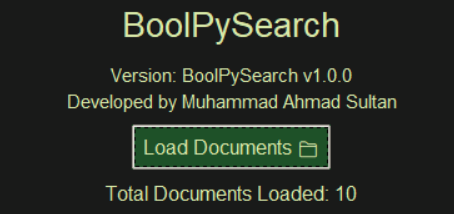 BoolPySearch
Version: BoolPySearch v1.0.0
Developed by Muhammad Ahmad Sultan
Load Documents
Total Documents Loaded: 10